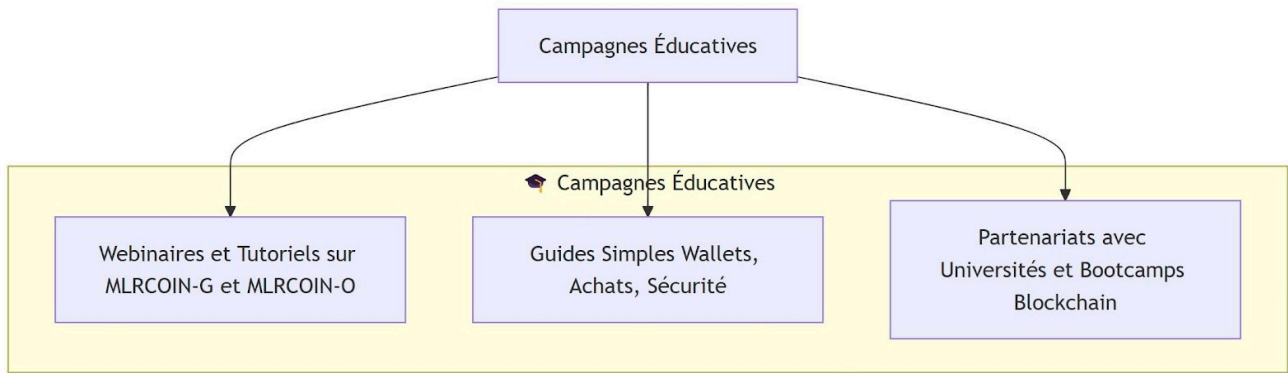 Campagnes Éducatives
🎓 Campagnes Éducatives
Webinaires et Tutoriels sur
MLRCOIN-G et MLRCOIN-O
Guides Simples Wallets,
Achats, Sécurité
Partenariats avec
Universités et Bootcamps
Blockchain